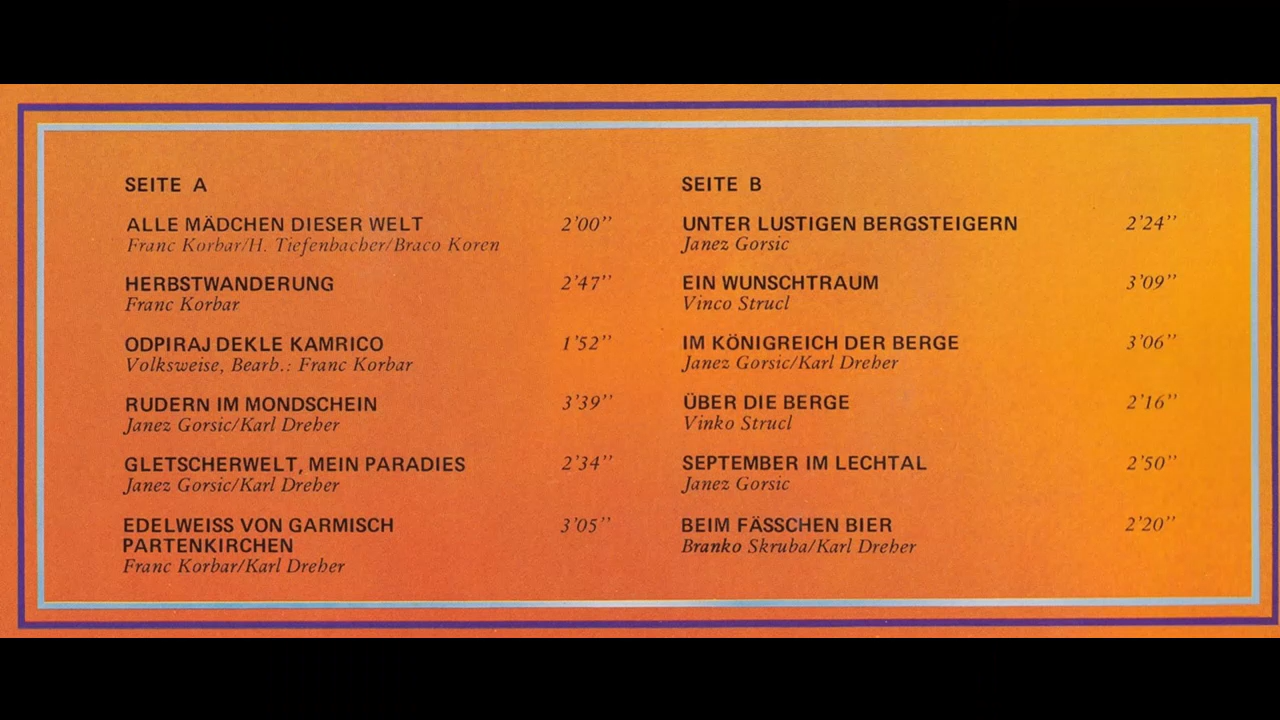 SEITE A
ALLE MÄDCHEN DIESER WELT 2'00''
Franc Korbar/H. Tiefenbacher/Braco Koren
HERBSTWANDERUNG 2'47''
Franc Korbar
ODPIRAJ DEKLE KAMRICO 1'52''
Volksweise, Bearb.: Franc Korbar
RUDERN IM MONDSCHEIN 3'39''
Janez Gorsic/Karl Dreher
GLETSCHERWELT, MEIN PARADIES 2'34''
Janez Gorsic/Karl Dreher
EDELWEISS VON GARMISCH 3'05''
PARTENKIRCHEN
Franc Korbar/Karl Dreher
SEITE B
UNTER LUSTIGEN BERGSTEIGERN 2'24''
Janez Gorsic
EIN WUNSCHTRAUM 3'09''
Vinco Strucl
IM KÖNIGREICH DER BERGE 3'06''
Janez Gorsic/Karl Dreher
ÜBER DIE BERGE 2'16''
Vinko Strucl
SEPTEMBER IM LECHTAL 2'50''
Janez Gorsic
BEIM FÄSSCHEN BIER 2'20''
Branko Skruba/Karl Dreher